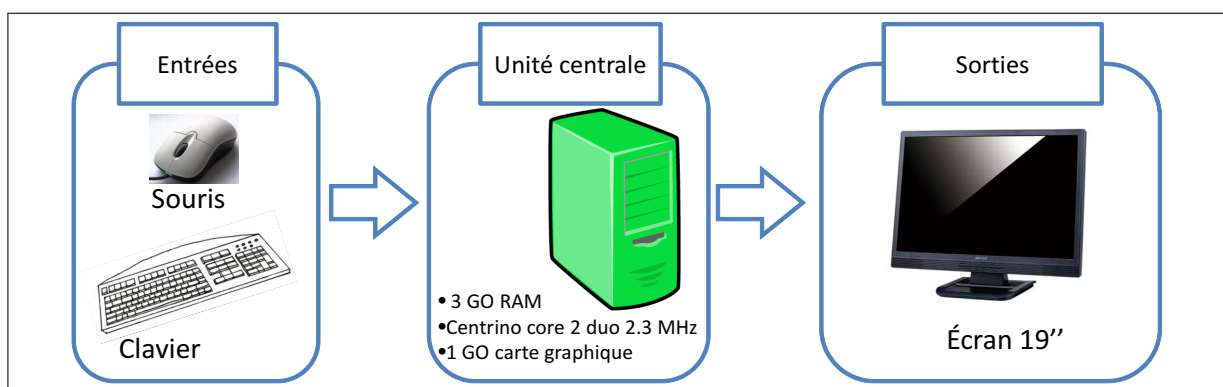 Entrées
Souris
Clavier
Unité centrale
• 3 GO RAM
•Centrino core 2 duo 2.3 MHz
•1 GO carte graphique
Sorties
Écran 19’’